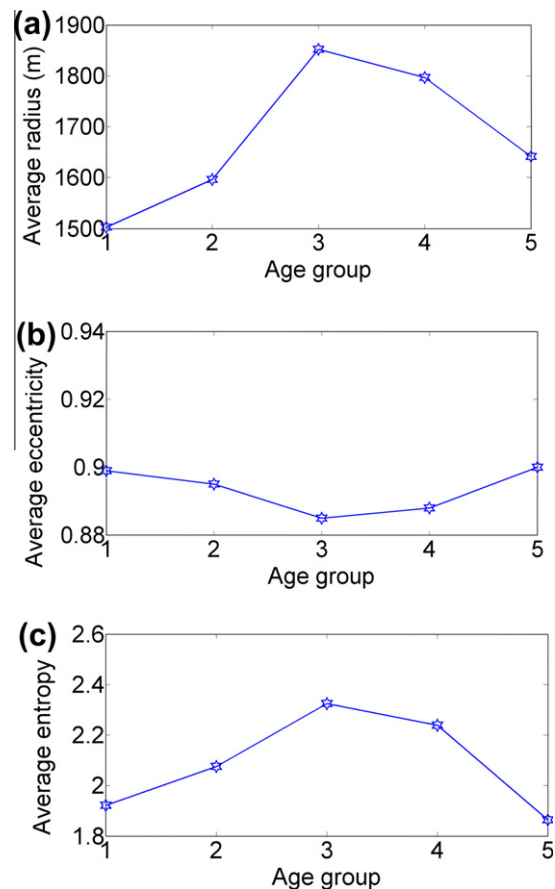 (a)
Average radius (m)
1900
1800
1700
1600
1500
1 2 3 4 5
Age group
(b)
Average eccentricity
0.94
0.92
0.9
0.88
1 2 3 4 5
Age group
(c)
Average entropy
2.6
2.4
2.2
2
1.8
1 2 3 4 5
Age group